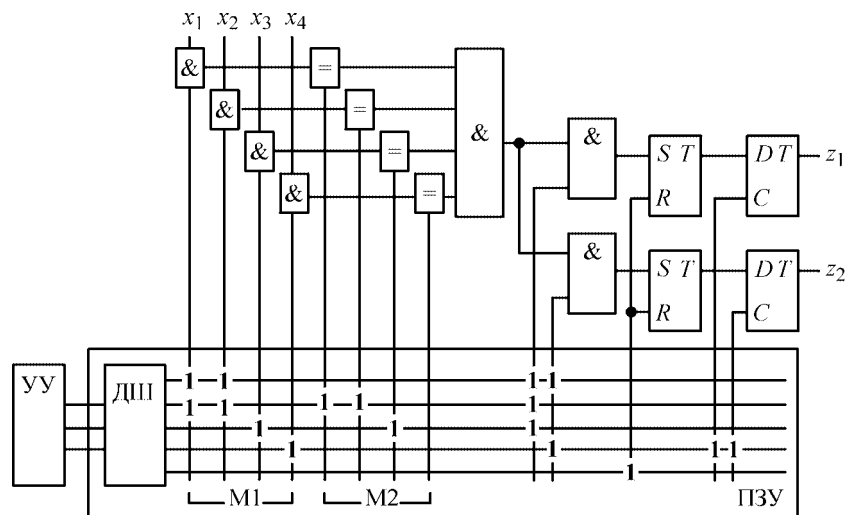 x1 x2 x3 x4
& =
& =
& =
& =
&
&
S T
R
D T
C
z1
&
S T
R
D T
C
z2
УУ
ДШ
1 1 1 1
1 1 1 1 1
1 1 1
1 1 1 1
1
М1
М2
ПЗУ